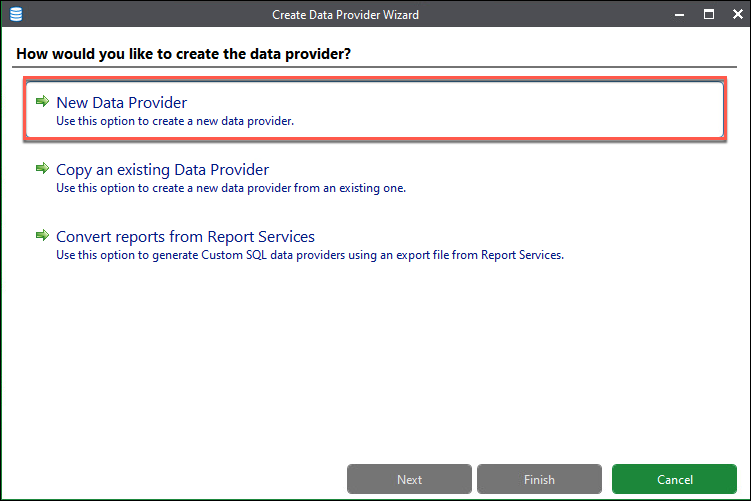 Create Data Provider Wizard
How would you like to create the data provider?
New Data Provider
Use this option to create a new data provider.
Copy an existing Data Provider
Use this option to create a new data provider from an existing one.
Convert reports from Report Services
Use this option to generate Custom SQL data providers using an export file from Report Services.
Next
Finish
Cancel